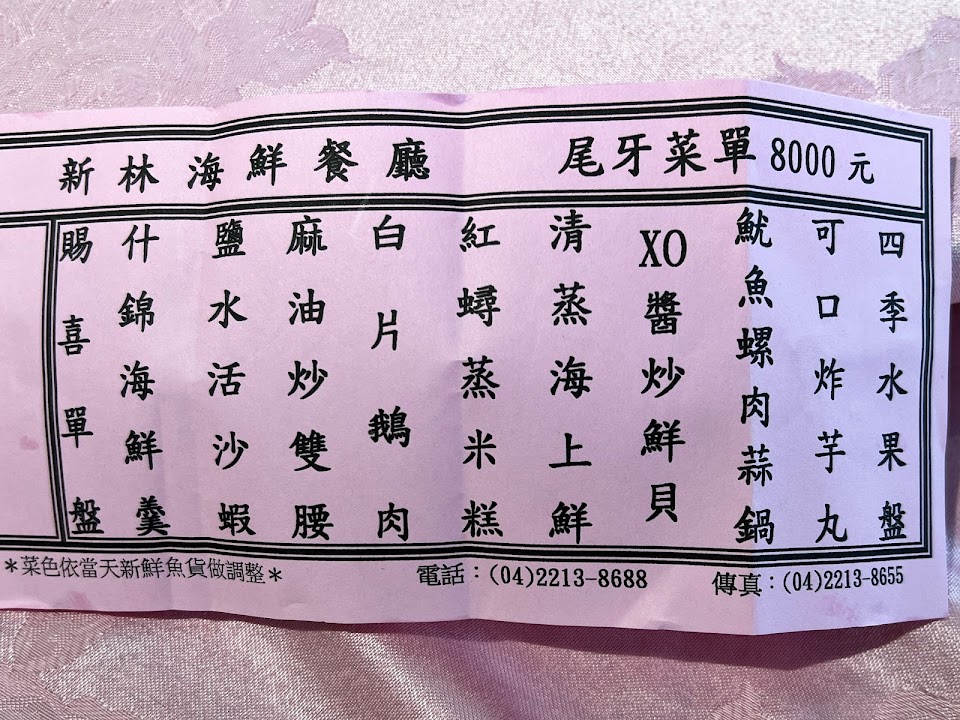 新林海鮮餐廳 尾牙菜單8000元
賜喜單盤
什錦海鮮羹
鹽水活沙蝦
麻油炒雙腰
白片鵝肉
紅蟳蒸米糕
清蒸海上鮮
XO醬炒鮮貝
魷魚螺肉蒜鍋
可口炸芋丸
四季水果盤
＊菜色依當天新鮮魚貨做調整＊ 電話：(04)2213-8688 傳真：(04)2213-8655